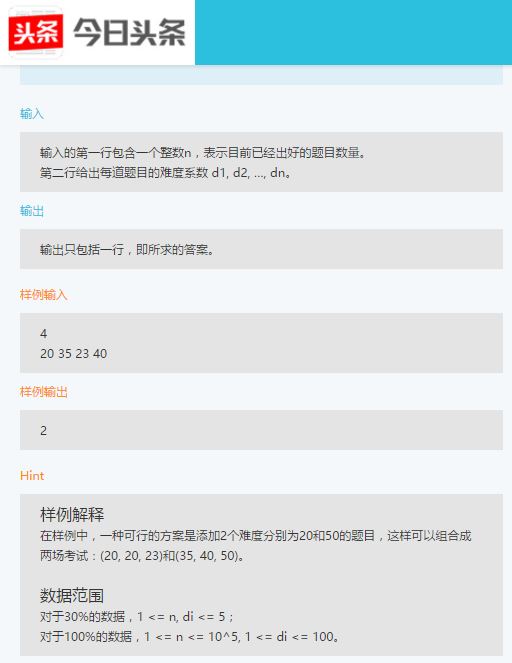 头条 今日头条
输入
输入的第一行包含一个整数n，表示目前已经出好的题目数量。
第二行给出每道题目的难度系数 d1, d2, ..., dn。
输出
输出只包括一行，即所求的答案。
样例输入
4
20 35 23 40
样例输出
2
Hint
样例解释
在样例中，一种可行的方案是添加2个难度分别为20和50的题目，这样可以组合成
两场考试：(20, 20, 23)和(35, 40, 50)。
数据范围
对于30%的数据，1 <= n, di <= 5；
对于100%的数据，1 <= n <= 10^5, 1 <= di <= 100。